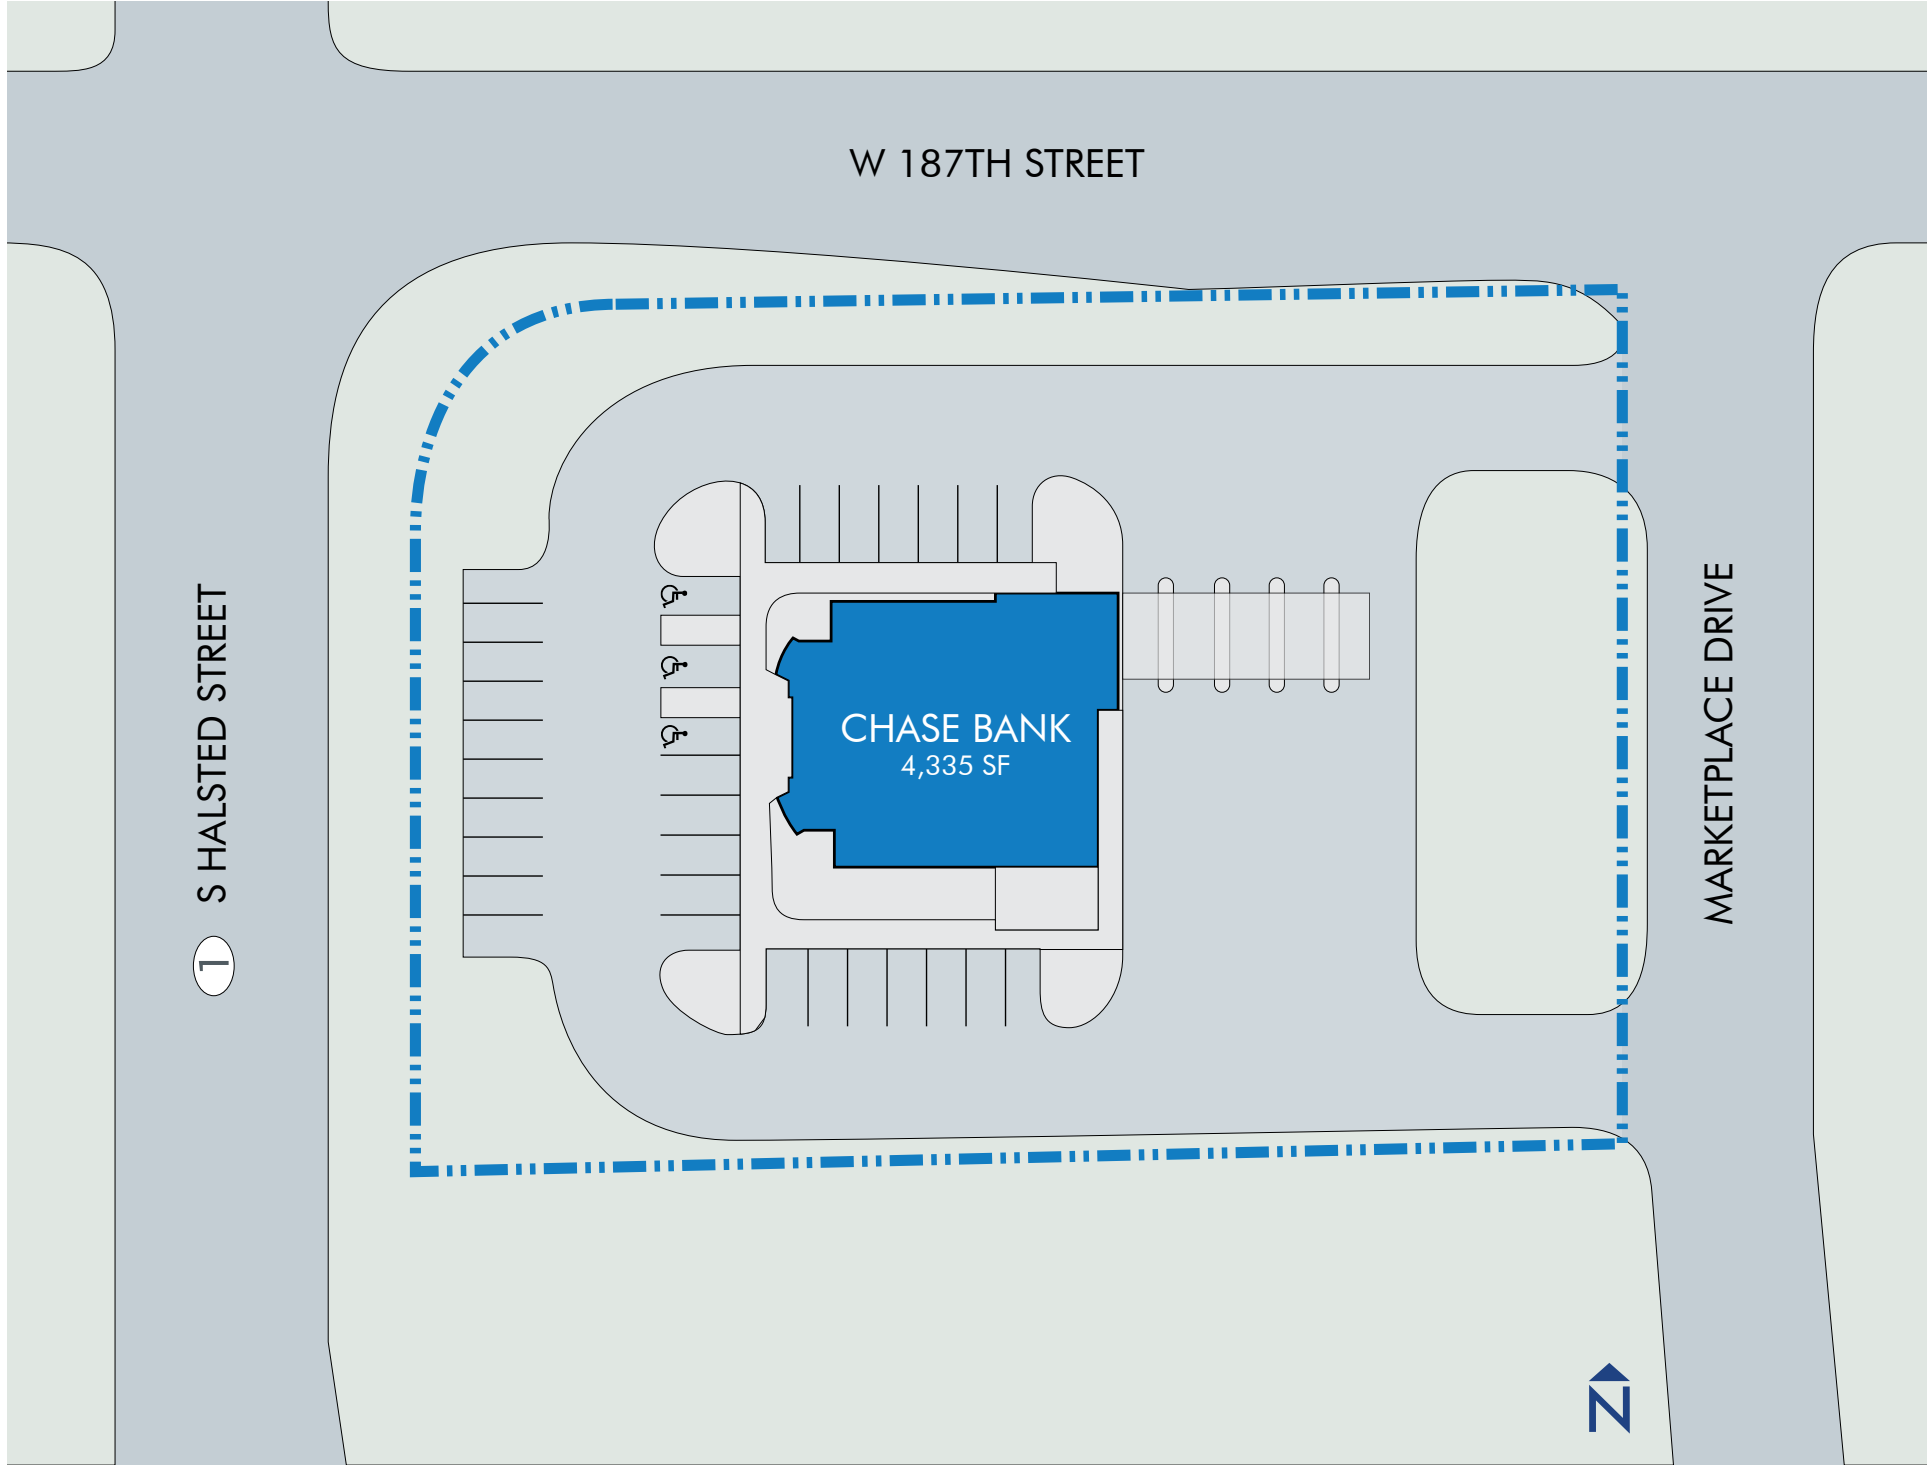 W 187TH STREET
S HALSTED STREET
1
CHASE BANK
4,335 SF
MARKETPLACE DRIVE
N